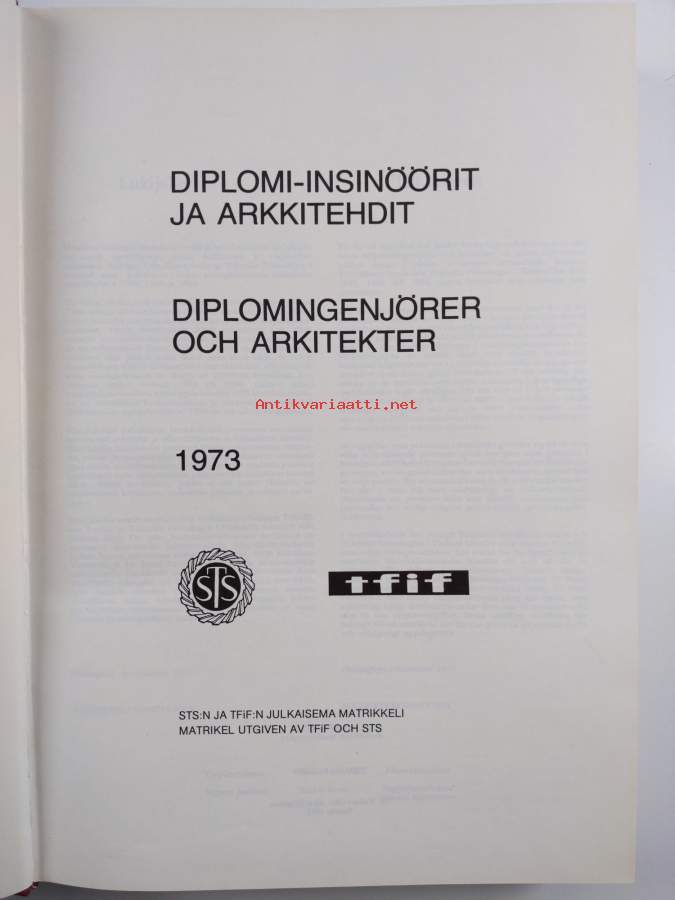 DIPLOMI-INSINÖÖRIT
JA ARKKITEHDIT
DIPLOMINGENJÖRER
OCH ARKITEKTER
Antikvariaatti.net
1973
STS
tfif
STS:N JA TFiF:N JULKAISEMA MATRIKKELI
MATRIKEL UTGIVEN AV TFiF OCH STS